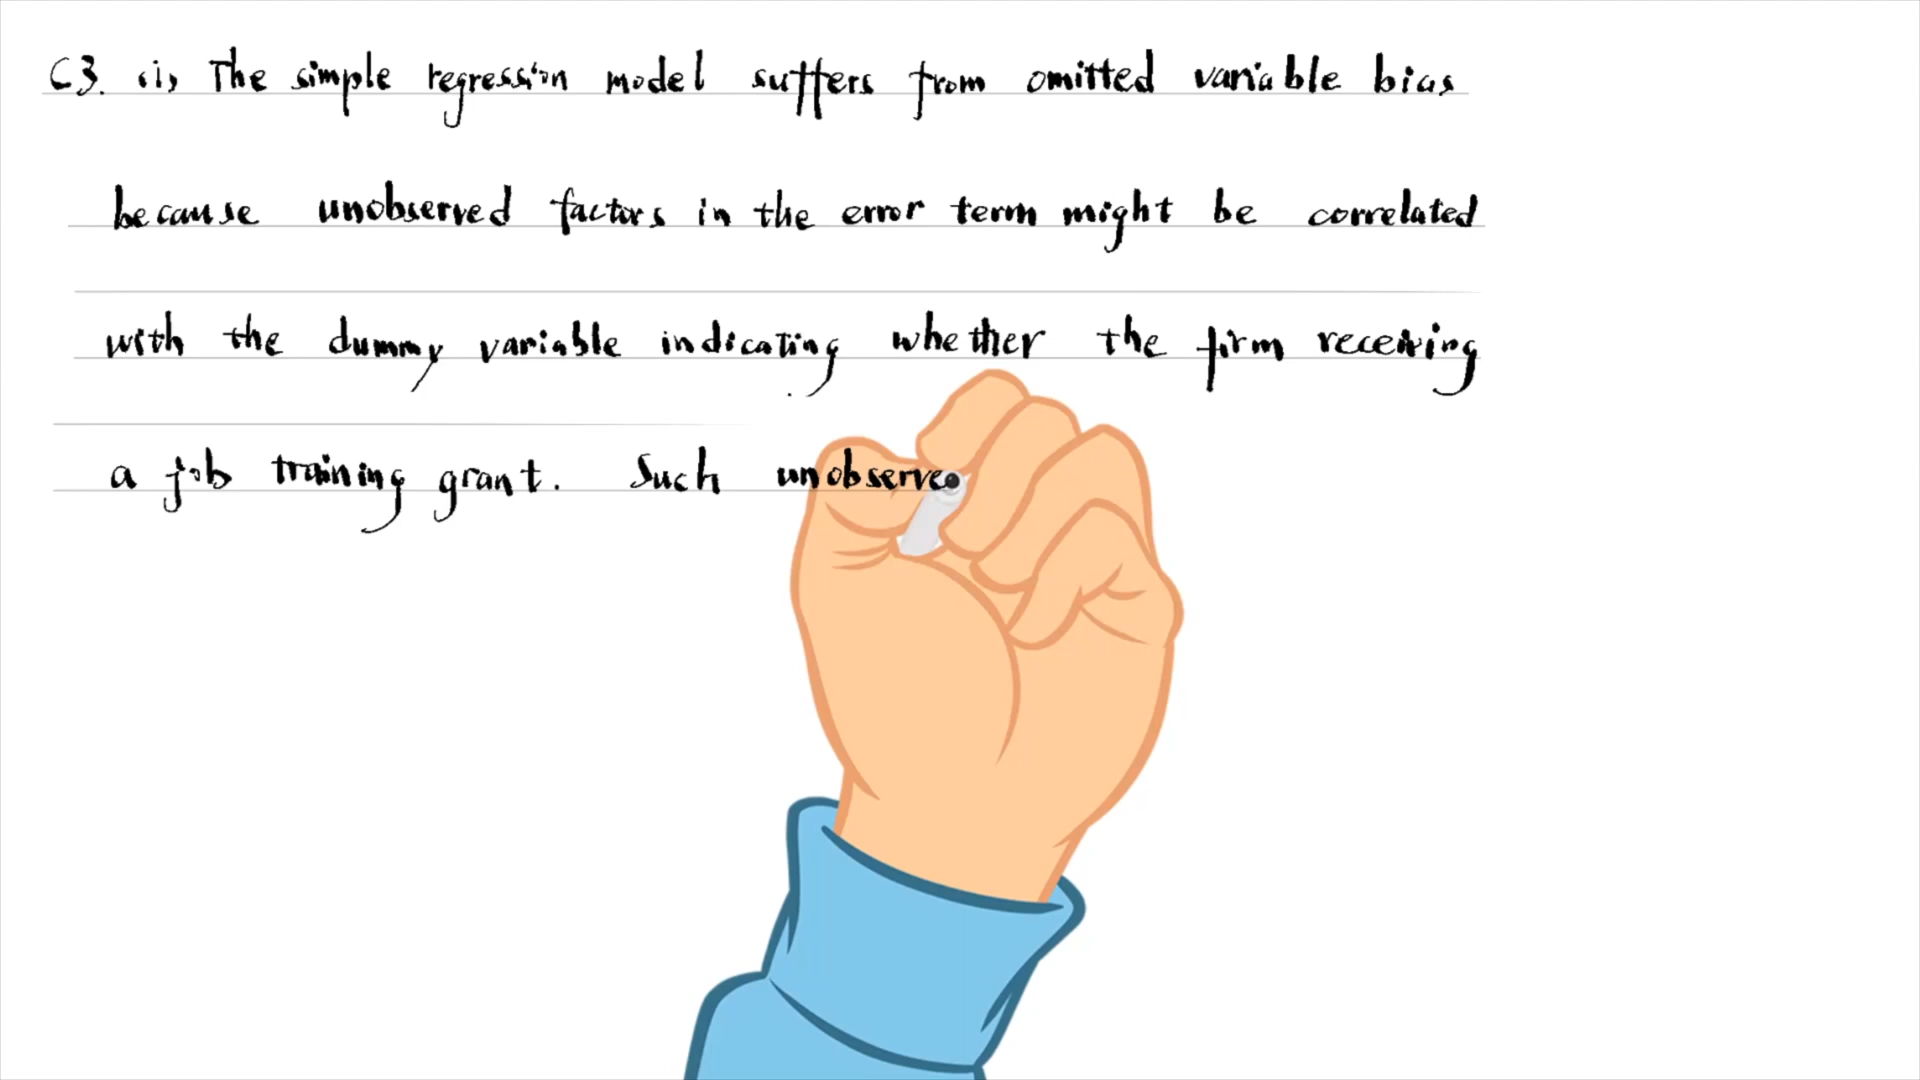 C3. (i) The simple regression model suffers from omitted variable bias
because unobserved factors in the error term might be correlated
with the dummy variable indicating whether the firm receiving
a job training grant. Such unobserve